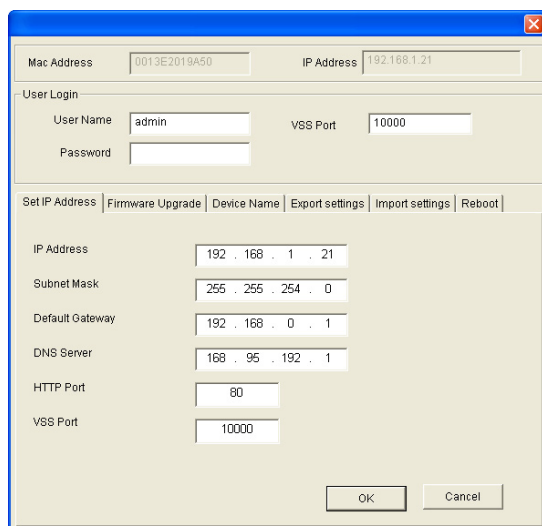 Mac Address 0013E2019A50 IP Address 192.168.1.21
User Login
User Name admin VSS Port 10000
Password
Set IP Address Firmware Upgrade Device Name Export settings Import settings Reboot
IP Address 192 . 168 . 1 . 21
Subnet Mask 255 . 255 . 254 . 0
Default Gateway 192 . 168 . 0 . 1
DNS Server 168 . 95 . 192 . 1
HTTP Port 80
VSS Port 10000
OK Cancel